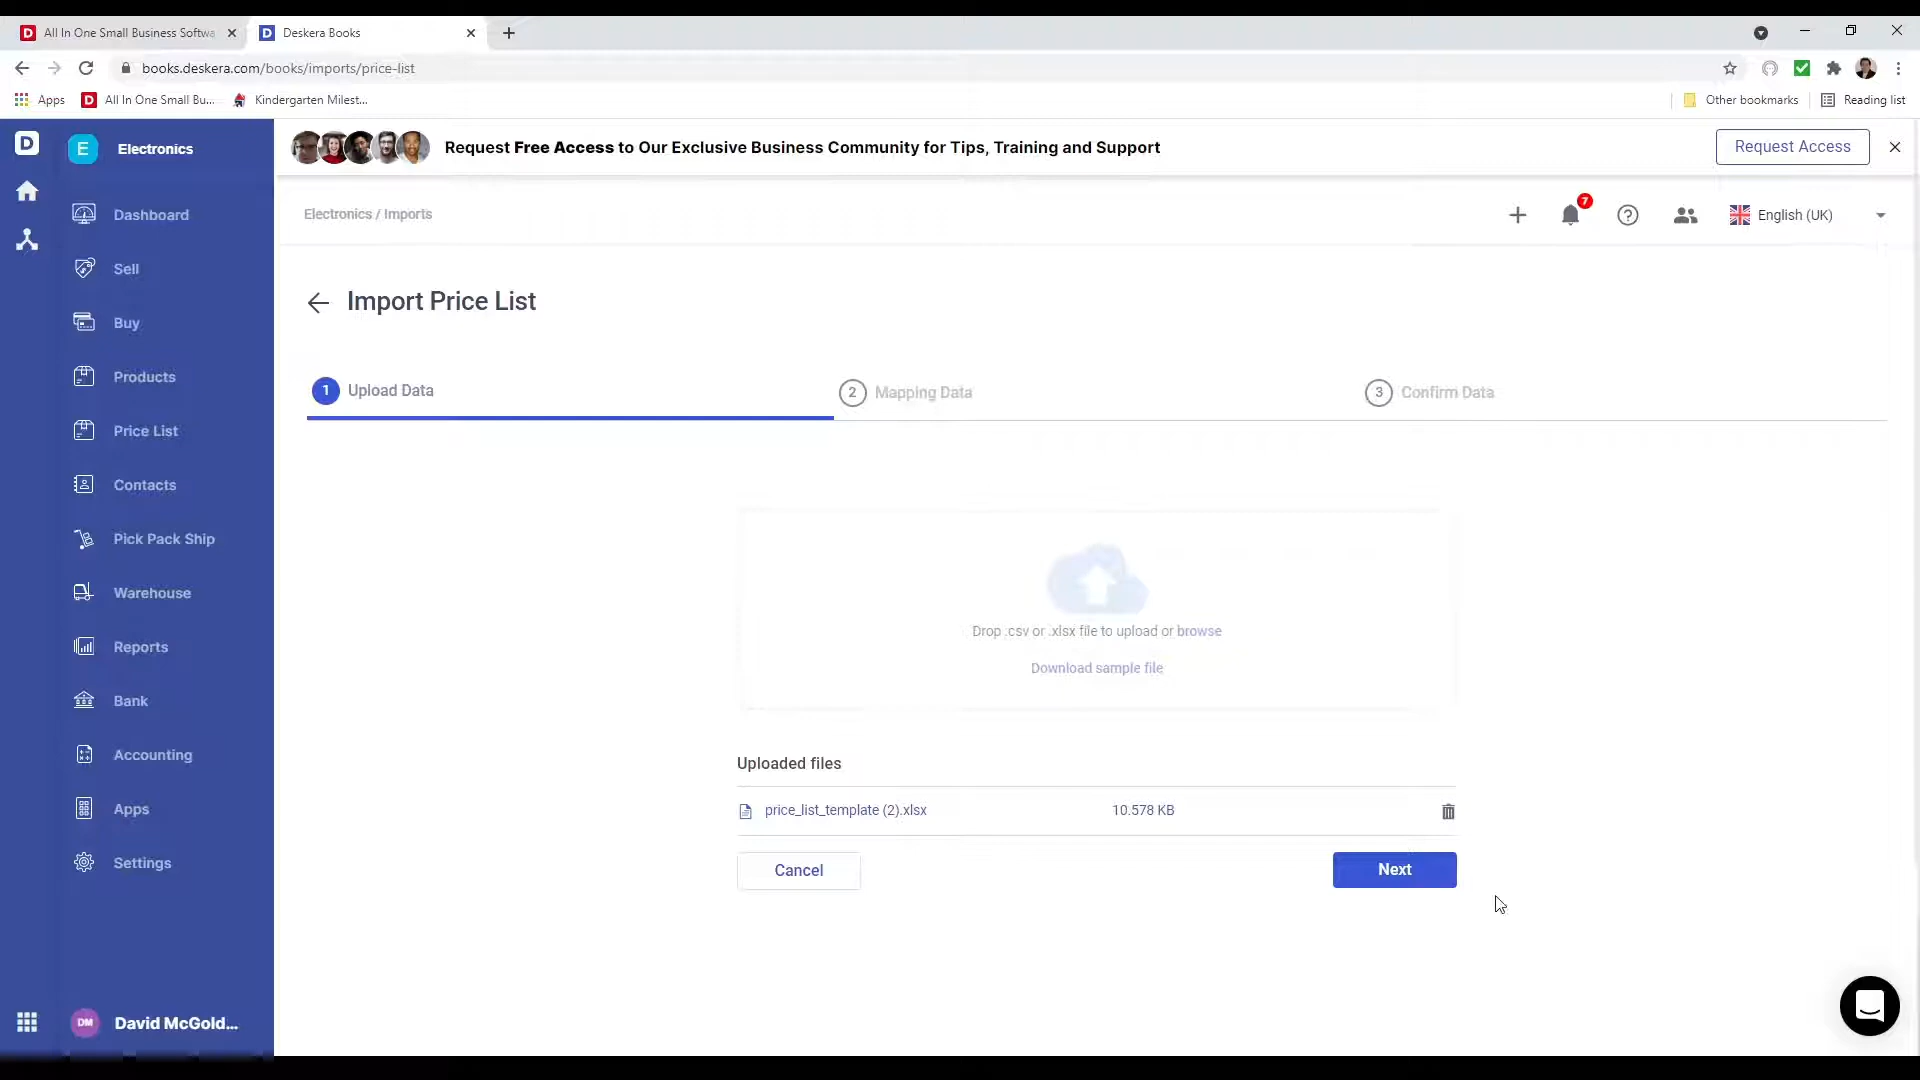 All In One Small Business Softwa
Deskera Books
books.deskera.com/books/imports/price-list
Apps
All In One Small Bu...
Kindergarten Milest...
Other bookmarks
Reading list
E
Electronics
Request Free Access to Our Exclusive Business Community for Tips, Training and Support
Request Access
Dashboard
Sell
Buy
Products
Price List
Contacts
Pick Pack Ship
Warehouse
Reports
Bank
Accounting
Apps
Settings
DM
David McGold...
Electronics / Imports
7
English (UK)
Import Price List
1 Upload Data
2 Mapping Data
3 Confirm Data
Drop .csv or .xlsx file to upload or browse
Download sample file
Uploaded files
price_list_template (2).xlsx 10.578 KB
Cancel
Next